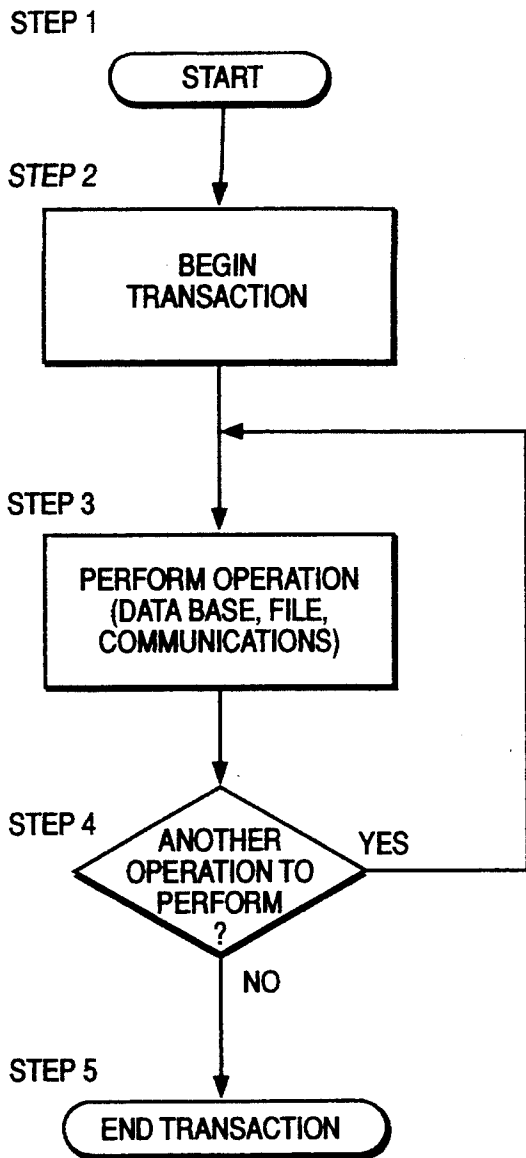 STEP 1
START
STEP 2
BEGIN
TRANSACTION
STEP 3
PERFORM OPERATION
(DATA BASE, FILE,
COMMUNICATIONS)
STEP 4
ANOTHER
OPERATION TO
PERFORM
?
YES
NO
STEP 5
END TRANSACTION